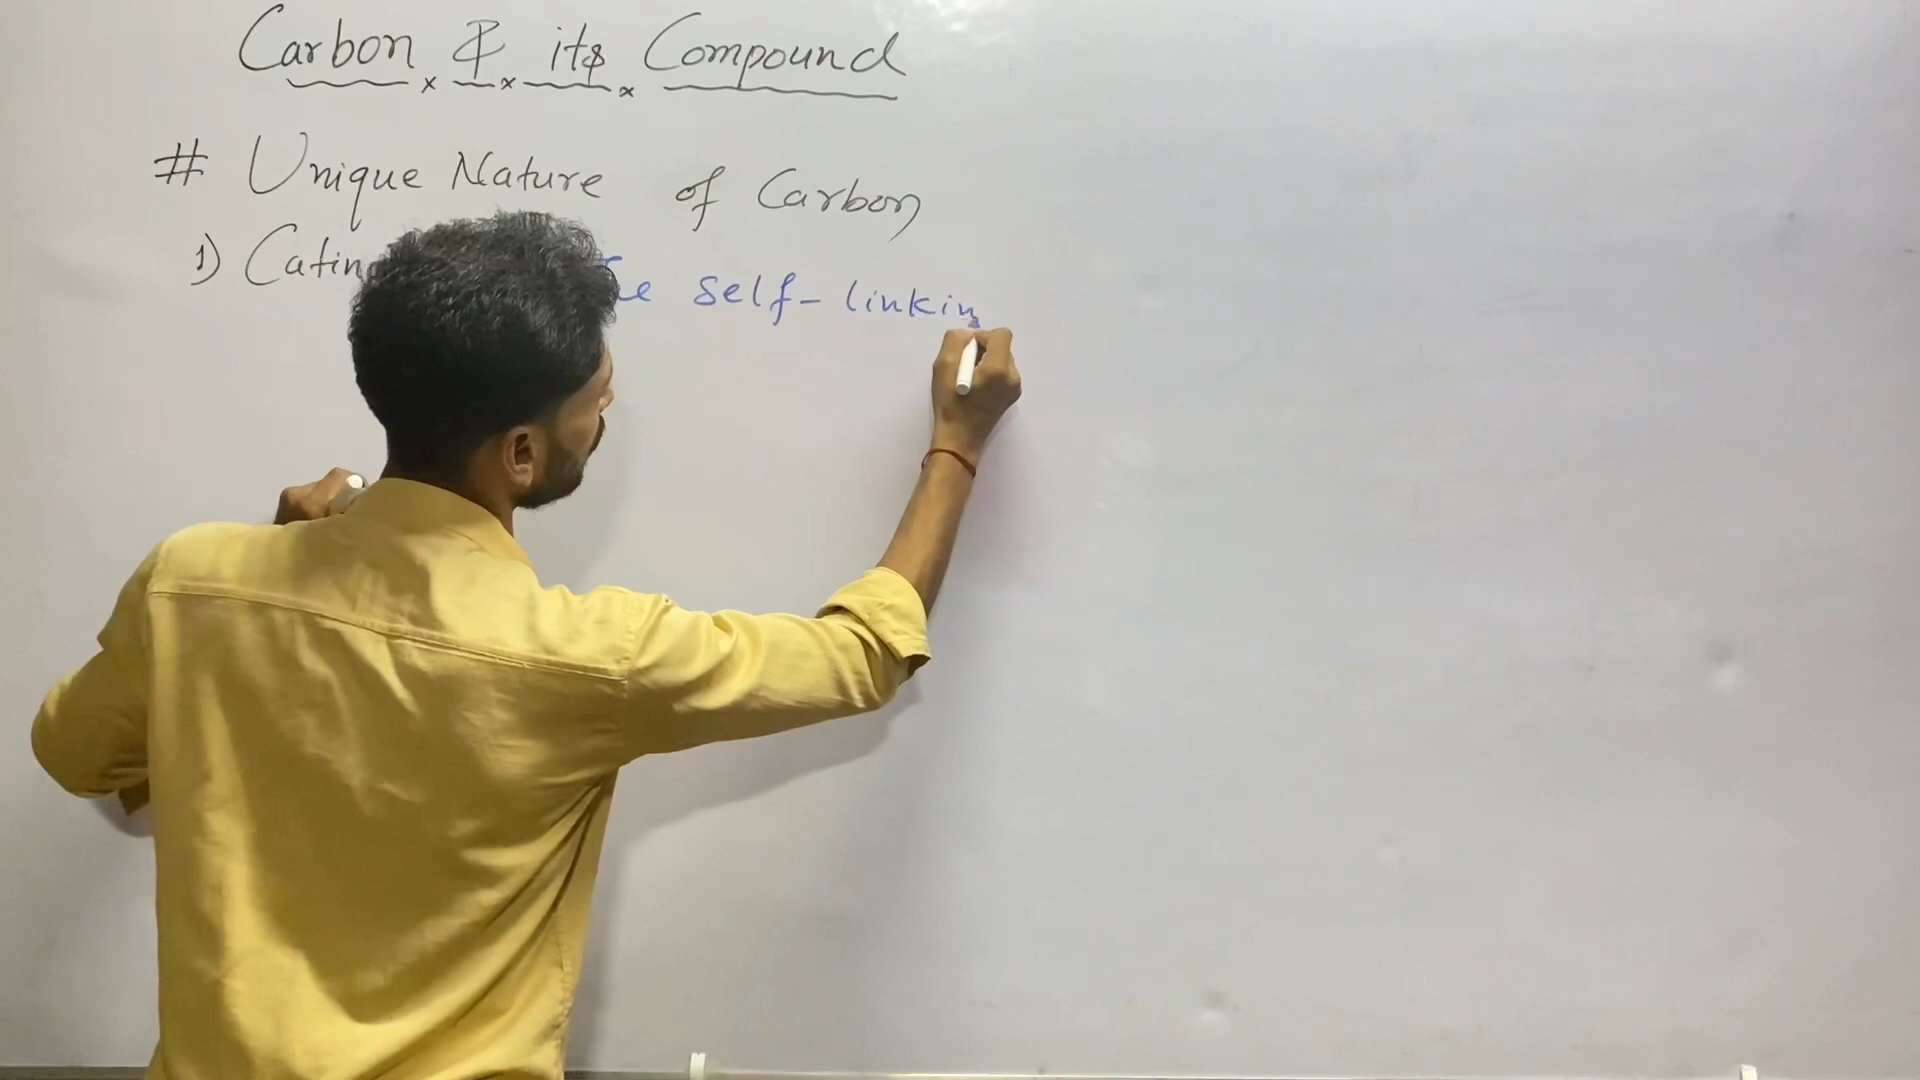 Carbon & its Compound
# Unique Nature of Carbon
1) Catin self-linkin